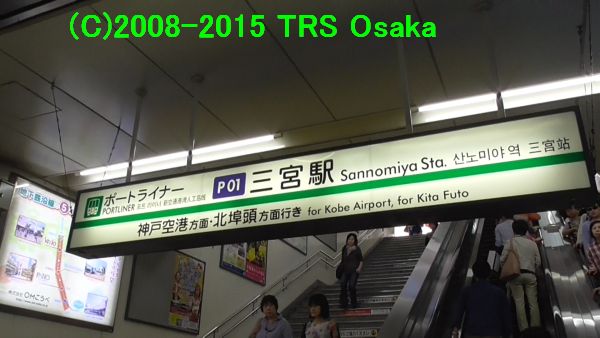 (C)2008-2015 TRS Osaka
ポートライナー P01 三宮駅 Sannomiya Sta. 산노미야 역 三宫站
PORTLINER
神戸空港方面・北埠頭方面行き for Kobe Airport, for Kita Futo